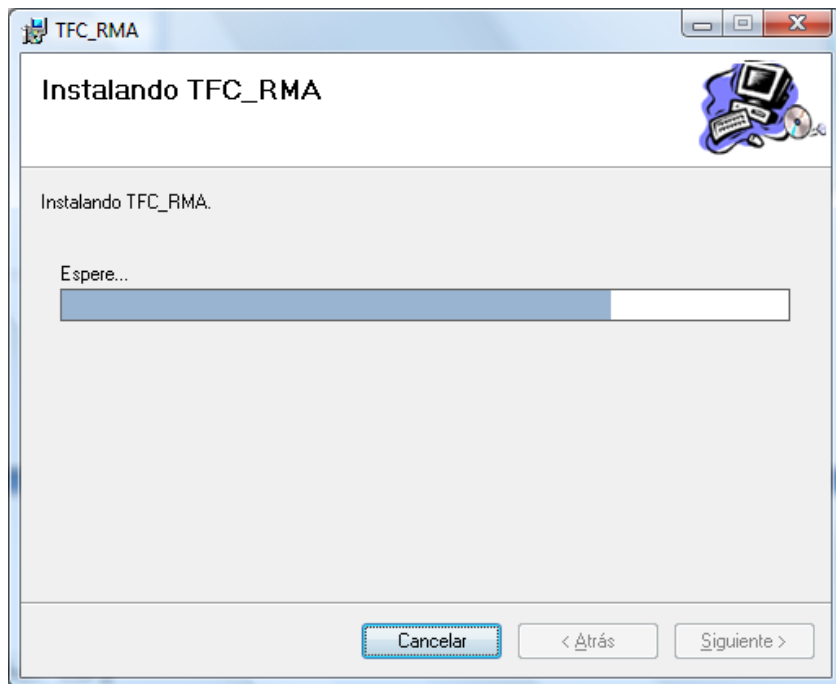 TFC_RMA
Instalando TFC_RMA
Instalando TFC_RMA.
Espere...
Cancelar
< Atrás
Siguiente >